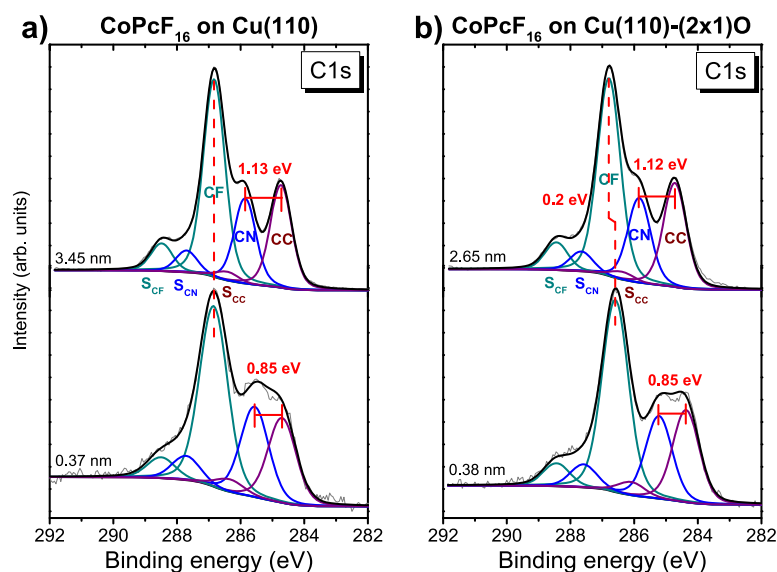 a) CoPcF16 on Cu(110)
C1s
1.13 eV
CF
CN
CC
3.45 nm
SCF
SCN
SCC
0.85 eV
0.37 nm
292 290 288 286 284 282
Binding energy (eV)
Intensity (arb. units)
b) CoPcF16 on Cu(110)-(2x1)O
C1s
1.12 eV
CF
0.2 eV
CN
CC
2.65 nm
SCF
SCN
SCC
0.85 eV
0.38 nm
292 290 288 286 284 282
Binding energy (eV)